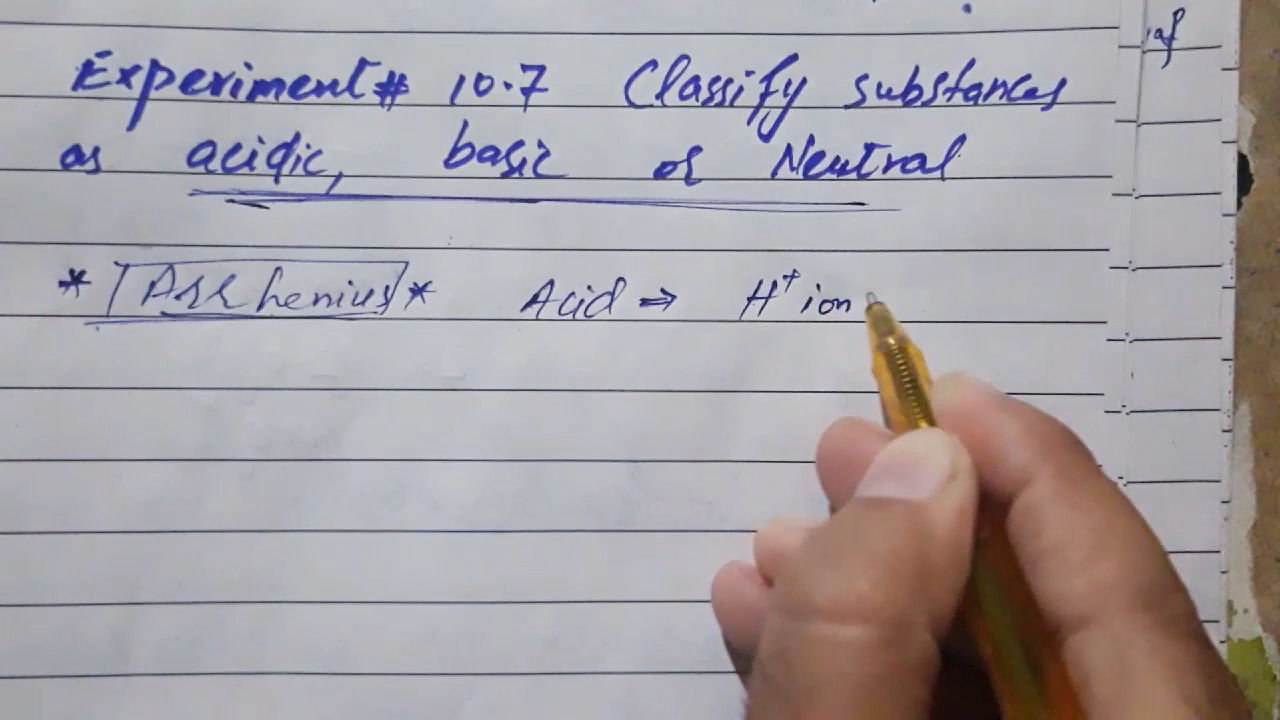 Experiment# 10.7 Classify substances
as acidic, basic or Neutral
* Arrhenius * Acid ⇒ H⁺ ion